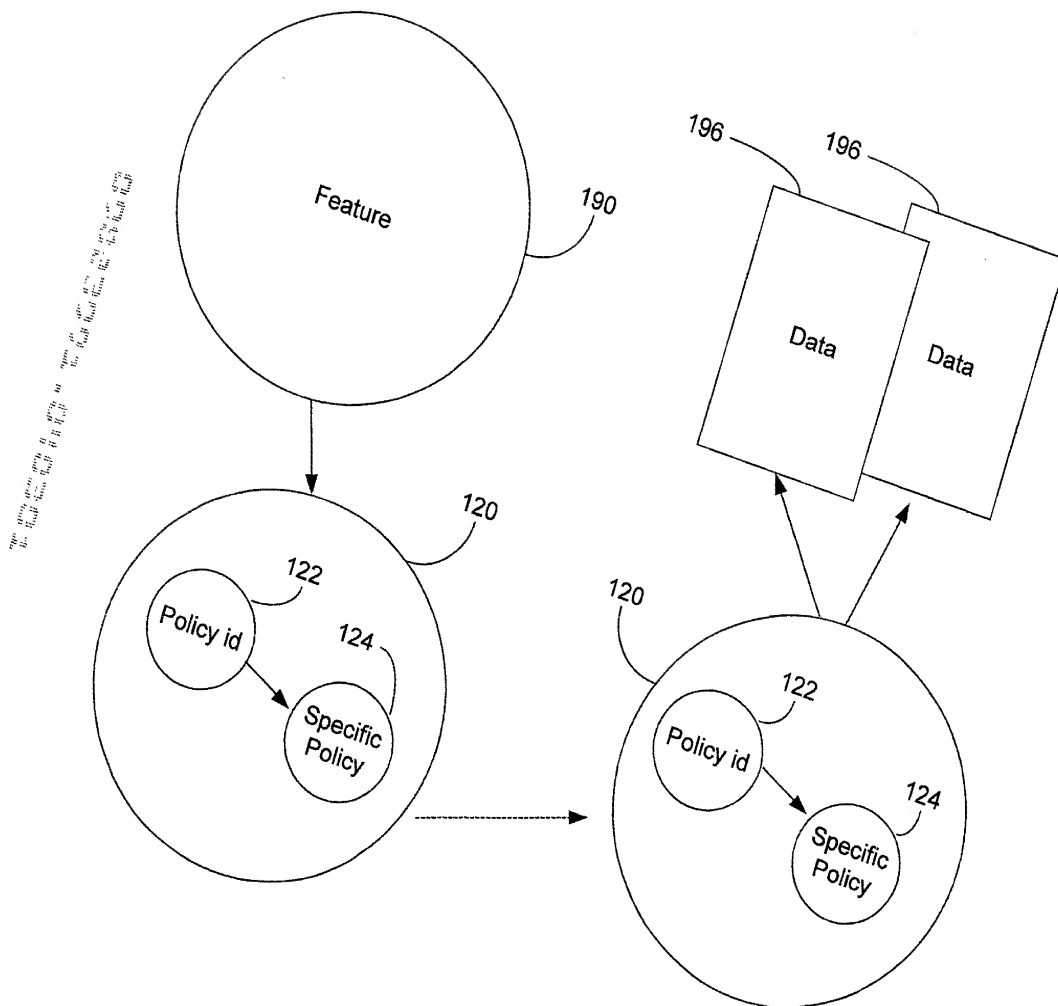 Feature
190
196
196
Data
Data
120
122
Policy id
124
Specific
Policy
120
122
Policy id
124
Specific
Policy